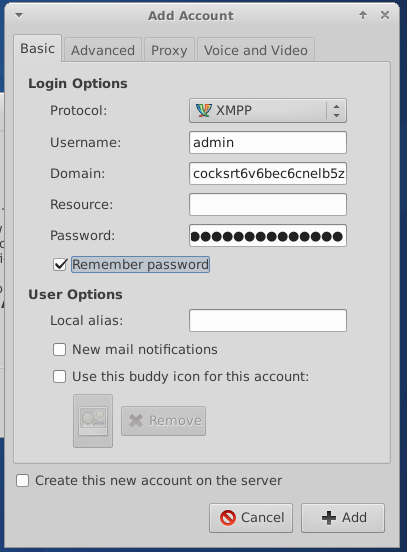 Add Account
Basic Advanced Proxy Voice and Video
Login Options
Protocol: XMPP
Username: admin
Domain: cocksrt6v6bec6cnelb5z
Resource:
Password: ●●●●●●●●●●●●●●
Remember password
User Options
Local alias:
New mail notifications
Use this buddy icon for this account:
Remove
Create this new account on the server
Cancel Add